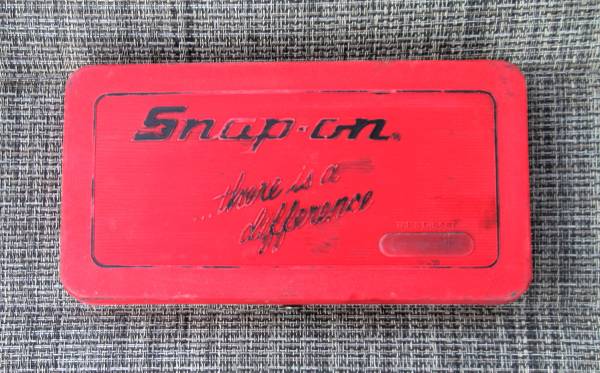 Snap-on®
...there is a
difference